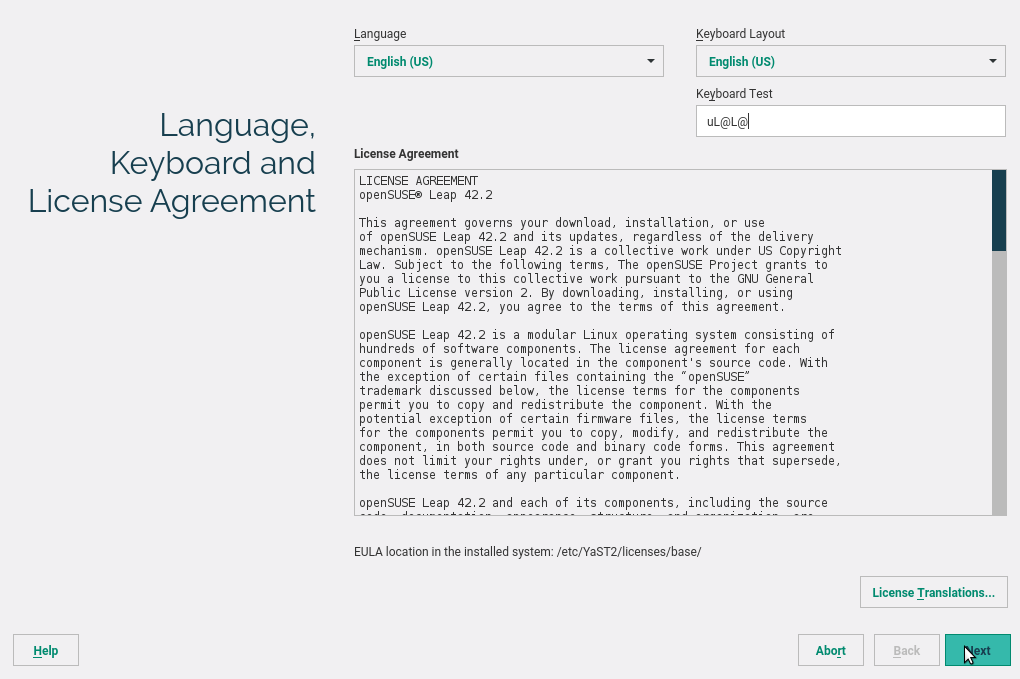 Language
Keyboard Layout
English (US)
English (US)
Keyboard Test
uL@L@
Language,
Keyboard and
License Agreement
License Agreement
LICENSE AGREEMENT
openSUSE® Leap 42.2
This agreement governs your download, installation, or use
of openSUSE Leap 42.2 and its updates, regardless of the delivery
mechanism. openSUSE Leap 42.2 is a collective work under US Copyright
Law. Subject to the following terms, The openSUSE Project grants to
you a license to this collective work pursuant to the GNU General
Public License version 2. By downloading, installing, or using
openSUSE Leap 42.2, you agree to the terms of this agreement.
openSUSE Leap 42.2 is a modular Linux operating system consisting of
hundreds of software components. The license agreement for each
component is generally located in the component's source code. With
the exception of certain files containing the “openSUSE”
trademark discussed below, the license terms for the components
permit you to copy and redistribute the component. With the
potential exception of certain firmware files, the license terms
for the components permit you to copy, modify, and redistribute the
component, in both source code and binary code forms. This agreement
does not limit your rights under, or grant you rights that supersede,
the license terms of any particular component.
openSUSE Leap 42.2 and each of its components, including the source
EULA location in the installed system: /etc/YaST2/licenses/base/
License Translations...
Help
Abort
Back
Next